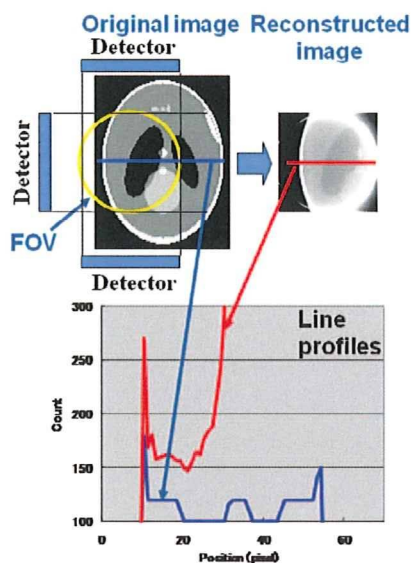 Original image
Reconstructed image
Detector
Detector
FOV
Detector
Line profiles
300
250
200
150
100
Count
0
20
40
60
Position (pixel)